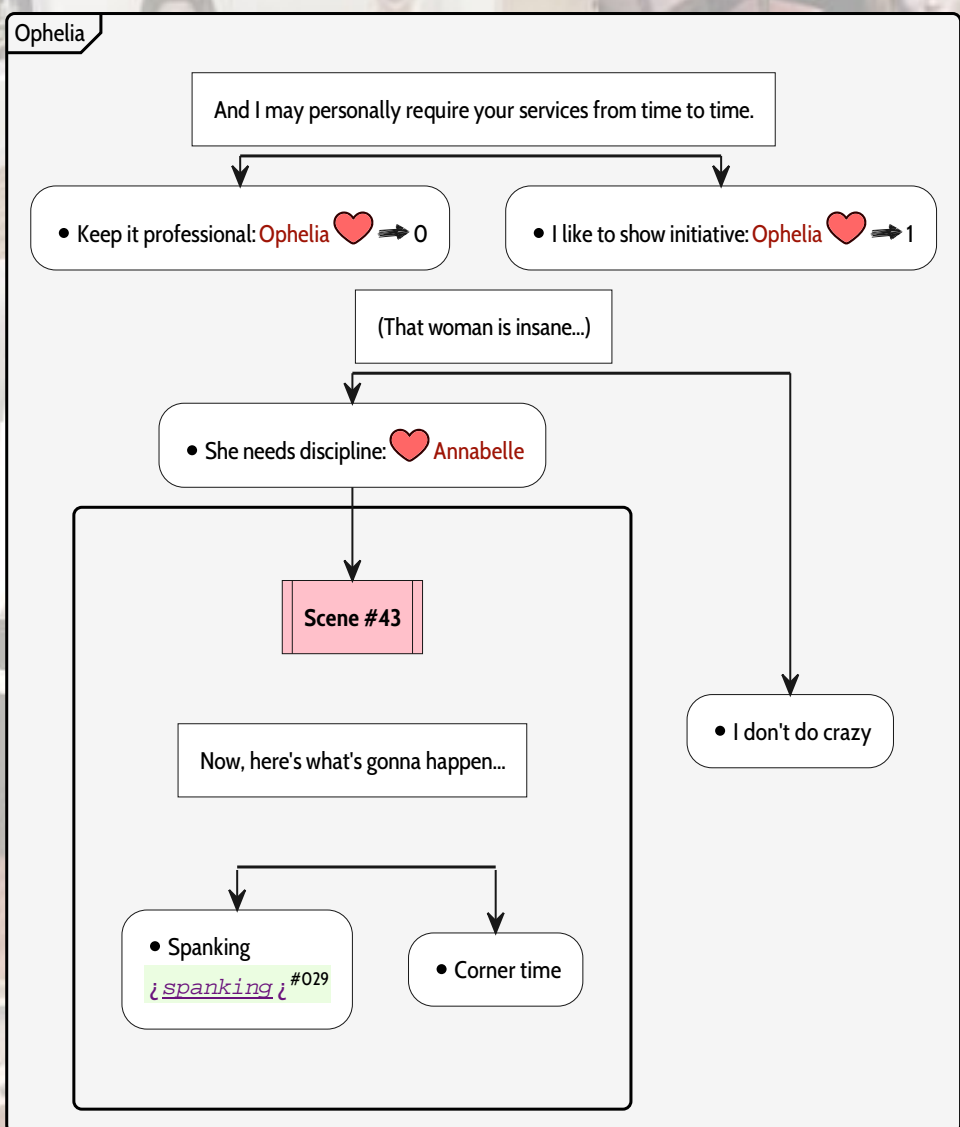 Ophelia
And I may personally require your services from time to time.
• Keep it professional: Ophelia ❤ ➡ 0
• I like to show initiative: Ophelia ❤ ➡ 1
(That woman is insane...)
• She needs discipline: ❤ Annabelle
Scene #43
• I don't do crazy
Now, here's what's gonna happen...
• Spanking
¿spanking¿ #029
• Corner time